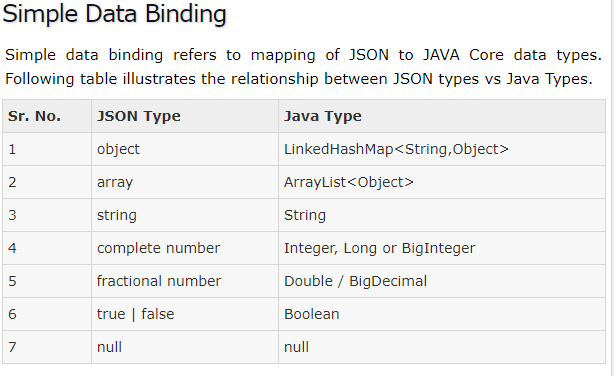 Simple Data Binding
Simple data binding refers to mapping of JSON to JAVA Core data types.
Following table illustrates the relationship between JSON types vs Java Types.
Sr. No. JSON Type Java Type
1 object LinkedHashMap<String,Object>
2 array ArrayList<Object>
3 string String
4 complete number Integer, Long or BigInteger
5 fractional number Double / BigDecimal
6 true | false Boolean
7 null null